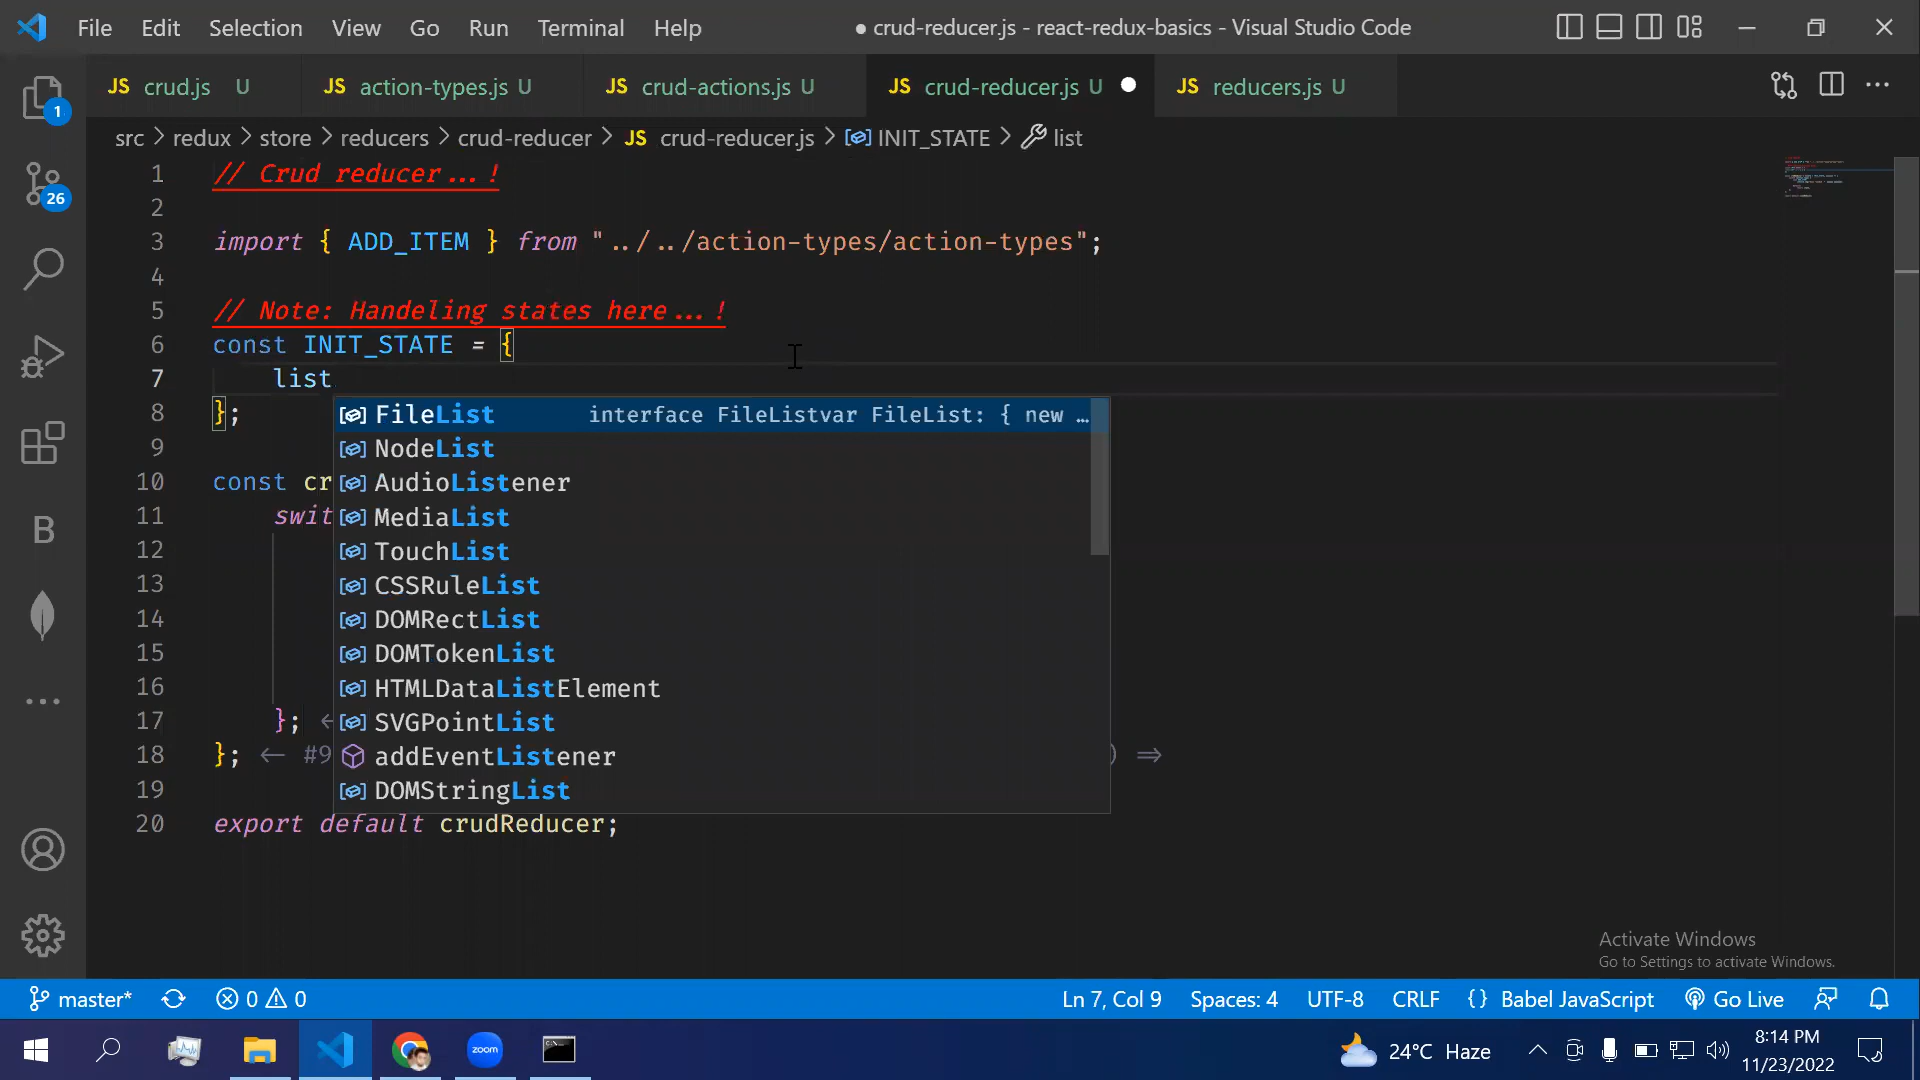 File Edit Selection View Go Run Terminal Help
● crud-reducer.js - react-redux-basics - Visual Studio Code
JS crud.js U
JS action-types.js U
JS crud-actions.js U
JS crud-reducer.js U
JS reducers.js U
src > redux > store > reducers > crud-reducer > JS crud-reducer.js > INIT_STATE > list
1 // Crud reducer...!
2
3 import { ADD_ITEM } from "../../action-types/action-types";
4
5 // Note: Handeling states here...!
6 const INIT_STATE = {
7 list
8 };
FileList interface FileListvar FileList: { new …
9 NodeList
AudioListener
10 const cr
MediaList
11 swit
12 TouchList
13 CSSRuleList
14 DOMRectList
15 DOMTokenList
16 HTMLDataListElement
17 }; ← SVGPointList
18 }; ← #9 addEventListener ) ⇒
19 DOMStringList
20 export default crudReducer;
1
26
B
Activate Windows
Go to Settings to activate Windows.
master* 0 0 Ln 7, Col 9 Spaces: 4 UTF-8 CRLF {} Babel JavaScript Go Live
zoom
24°C Haze
8:14 PM
11/23/2022